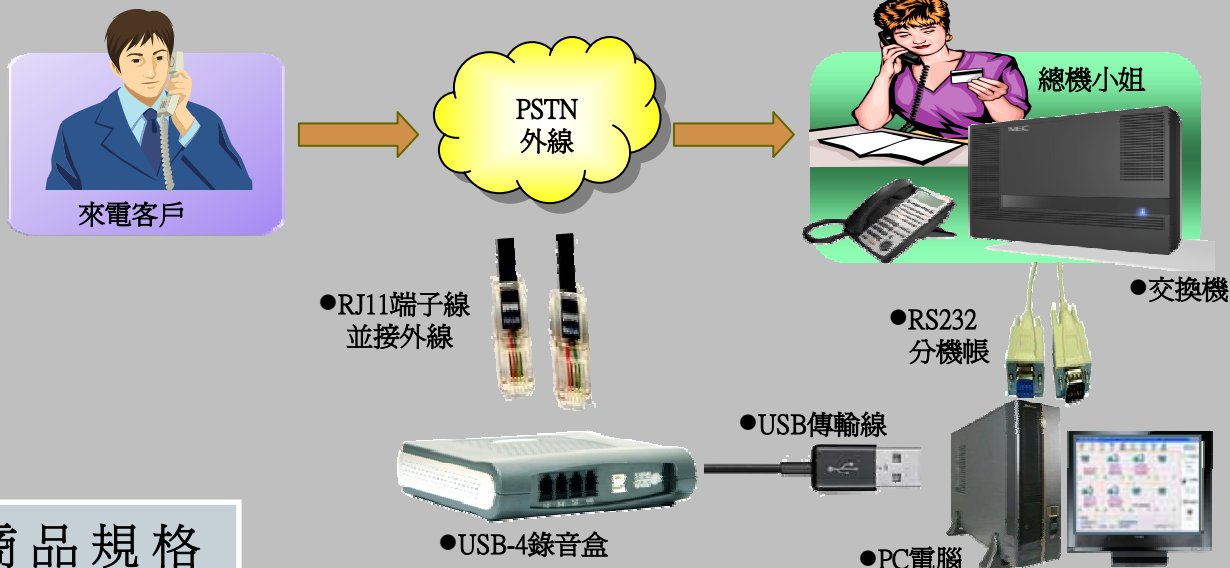 來電客戶
PSTN
外線
總機小姐
NEC
●交換機
●RJ11端子線
並接外線
●RS232
分機帳
●USB傳輸線
●USB-4錄音盒
●PC電腦
商品規格